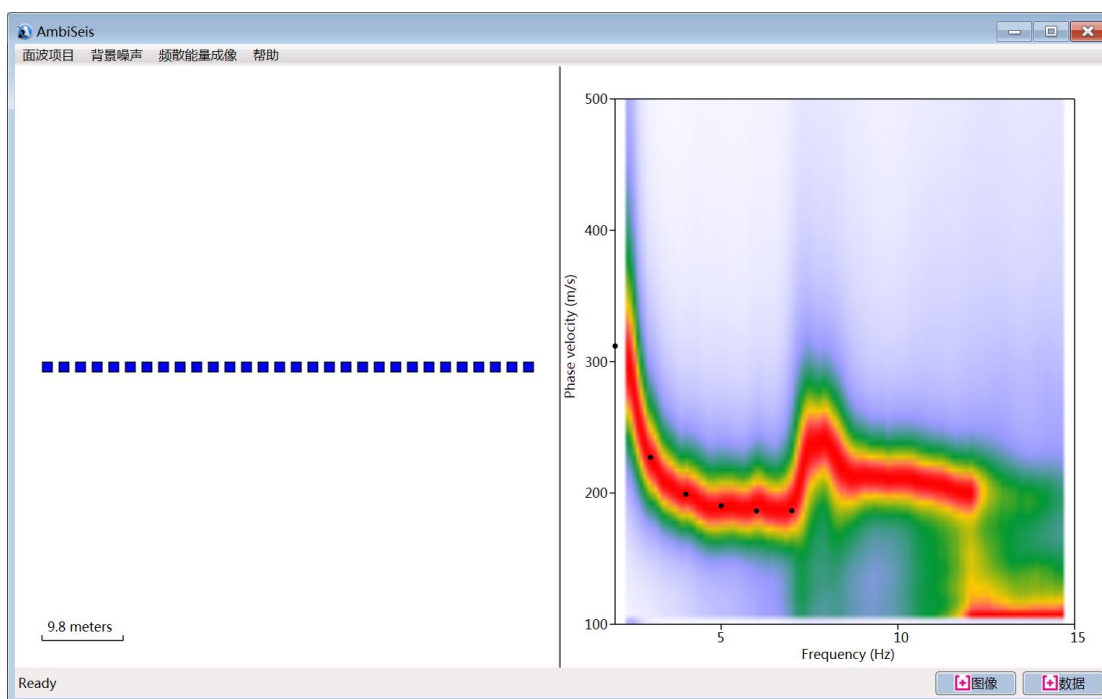 AmbiSeis
面波项目 背景噪声 频散能量成像 帮助
500
400
300
200
100
Phase velocity (m/s)
5 10 15
Frequency (Hz)
9.8 meters
Ready
图像 数据